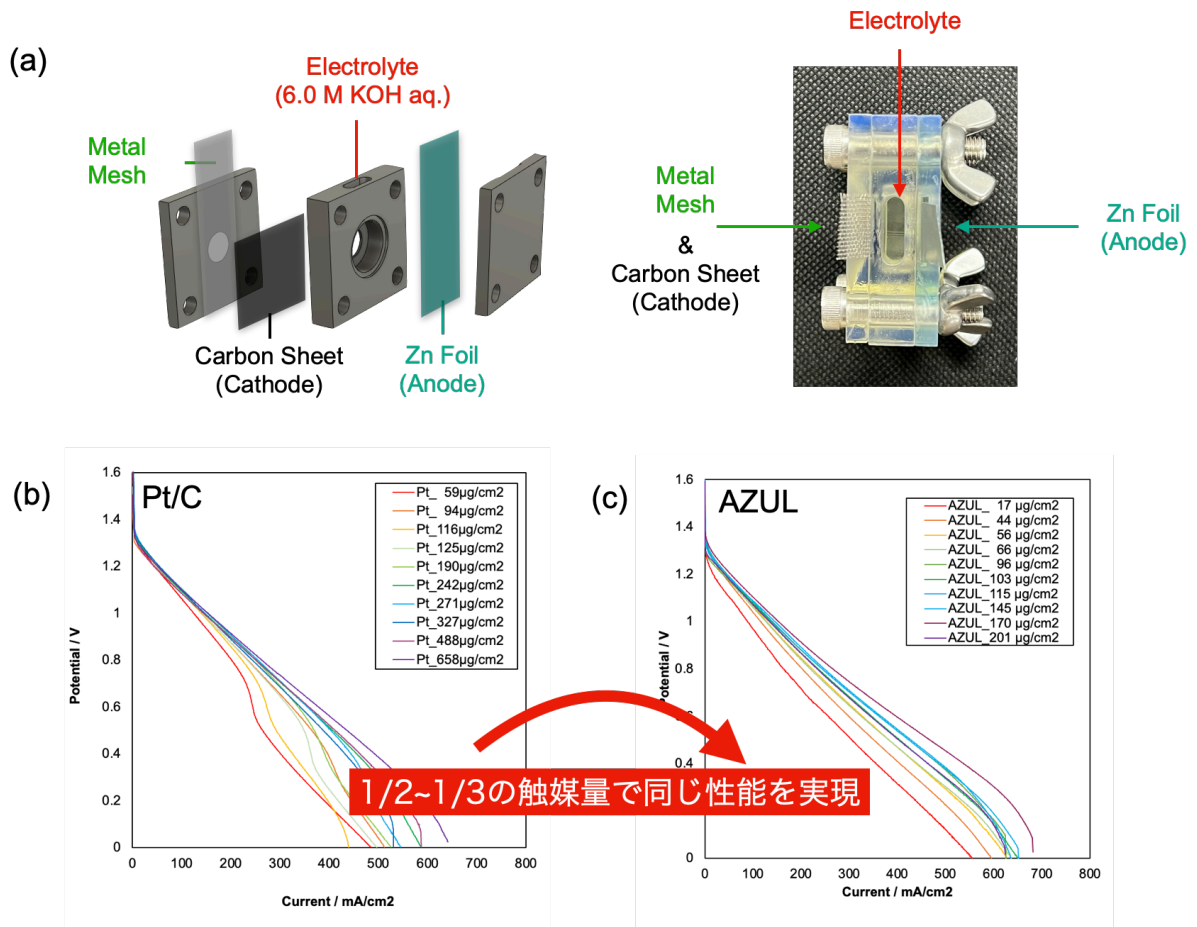 (a)
Electrolyte
(6.0 M KOH aq.)
Metal
Mesh
Carbon Sheet
(Cathode)
Zn Foil
(Anode)
Electrolyte
Metal
Mesh
&
Carbon Sheet
(Cathode)
Zn Foil
(Anode)
(b)
Pt/C
1.6
1.4
1.2
1
0.8
0.6
0.4
0.2
0
Potential / V
Pt_ 59µg/cm2
Pt_ 94µg/cm2
Pt_116µg/cm2
Pt_125µg/cm2
Pt_190µg/cm2
Pt_242µg/cm2
Pt_271µg/cm2
Pt_327µg/cm2
Pt_488µg/cm2
Pt_658µg/cm2
0 100 200 300 400 500 600 700 800
Current / mA/cm2
(c)
AZUL
1.6
1.4
1.2
1
0.8
0.6
0.4
0.2
0
Potential / V
AZUL_ 17 µg/cm2
AZUL_ 44 µg/cm2
AZUL_ 56 µg/cm2
AZUL_ 66 µg/cm2
AZUL_ 96 µg/cm2
AZUL_103 µg/cm2
AZUL_115 µg/cm2
AZUL_145 µg/cm2
AZUL_170 µg/cm2
AZUL_201 µg/cm2
0 100 200 300 400 500 600 700 800
Current / mA/cm2
1/2~1/3の触媒量で同じ性能を実現